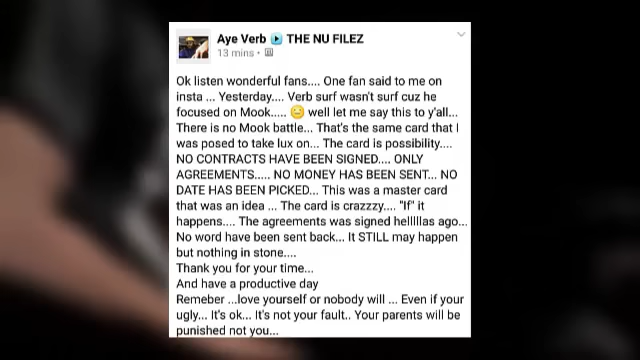 Aye Verb ▶ THE NU FILEZ
13 mins •
Ok listen wonderful fans.... One fan said to me on
insta ... Yesterday.... Verb surf wasn't surf cuz he
focused on Mook..... 😊 well let me say this to y'all...
There is no Mook battle... That's the same card that I
was posed to take lux on... The card is possibility....
NO CONTRACTS HAVE BEEN SIGNED.... ONLY
AGREEMENTS..... NO MONEY HAS BEEN SENT... NO
DATE HAS BEEN PICKED... This was a master card
that was an idea ... The card is crazzzy.... "If" it
happens.... The agreements was signed helllllas ago...
No word have been sent back... It STILL may happen
but nothing in stone....
Thank you for your time...
And have a productive day
Remeber ...love yourself or nobody will ... Even if your
ugly... It's ok... It's not your fault.. Your parents will be
punished not you...